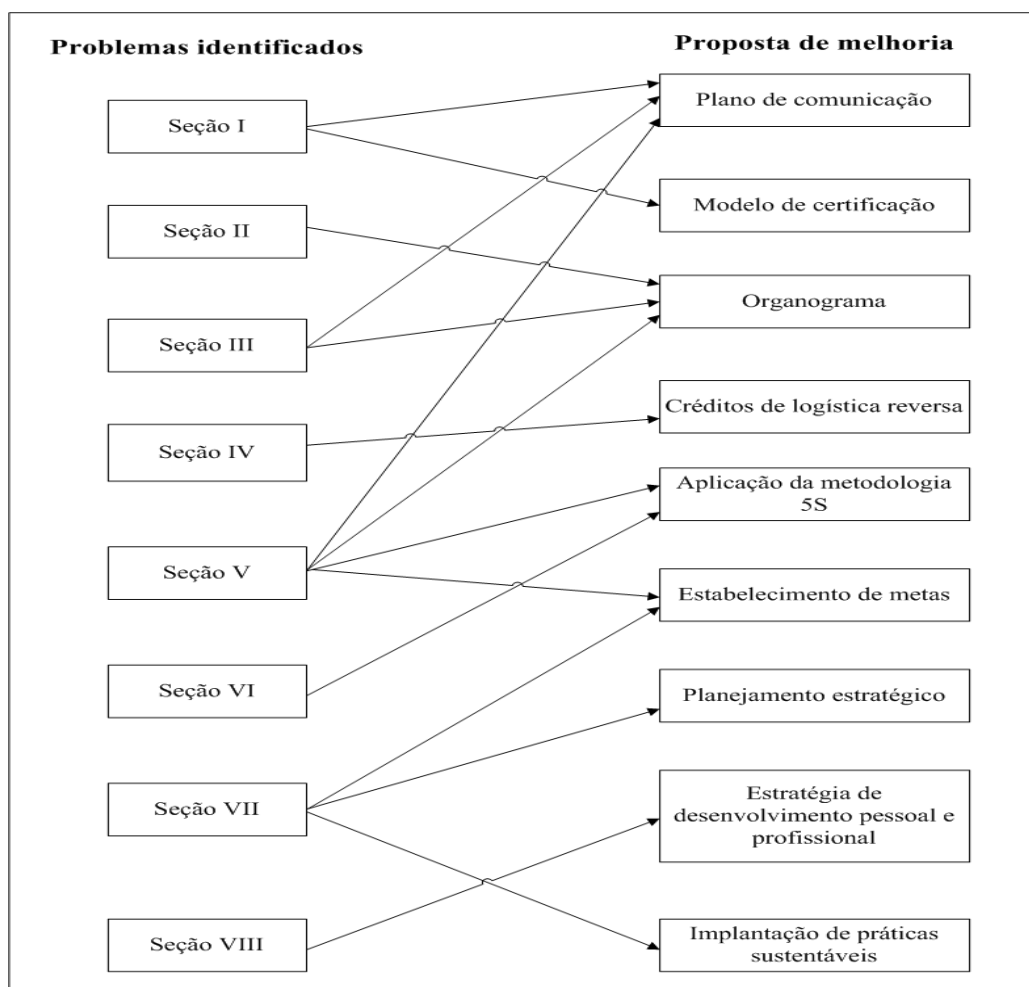 Problemas identificados
Proposta de melhoria
Seção I
Seção II
Seção III
Seção IV
Seção V
Seção VI
Seção VII
Seção VIII
Plano de comunicação
Modelo de certificação
Organograma
Créditos de logística reversa
Aplicação da metodologia
5S
Estabelecimento de metas
Planejamento estratégico
Estratégia de
desenvolvimento pessoal e
profissional
Implantação de práticas
sustentáveis